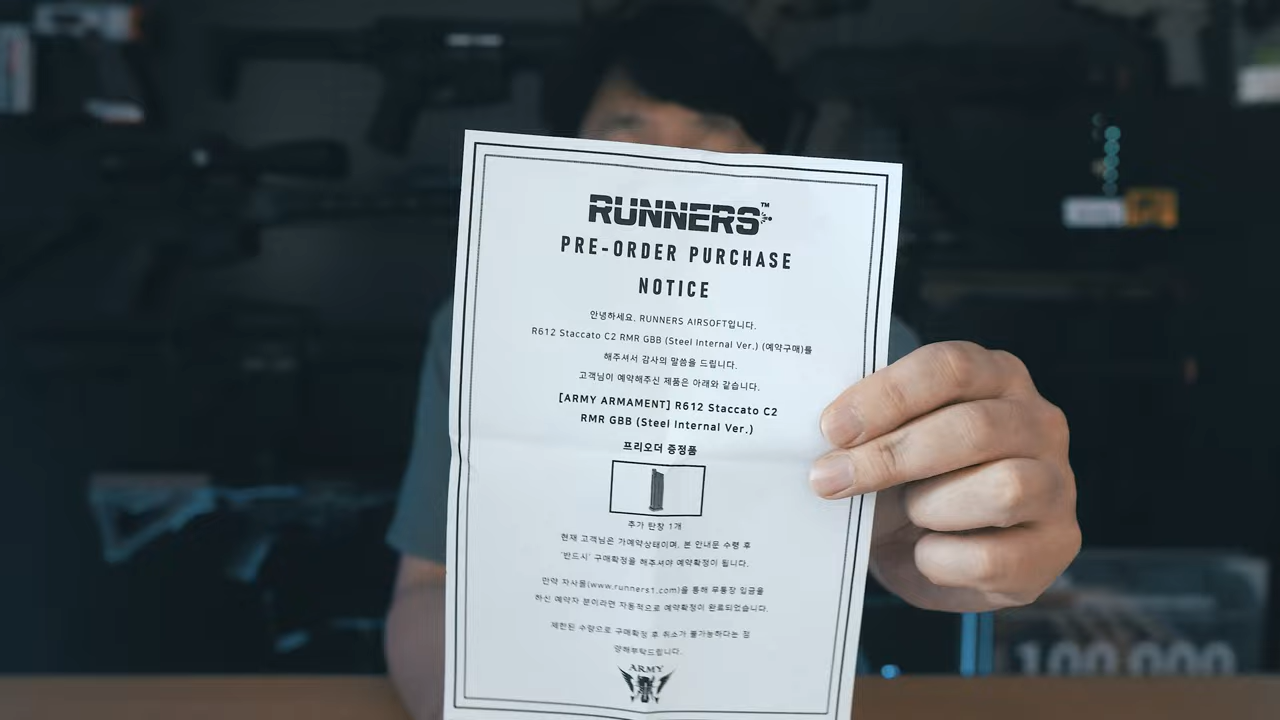 RUNNERS™
PRE-ORDER PURCHASE
NOTICE
안녕하세요. RUNNERS AIRSOFT입니다.
R612 Staccato C2 RMR GBB (Steel Internal Ver.) (예약구매)를
해주셔서 감사의 말씀을 드립니다.
고객님이 예약해주신 제품은 아래와 같습니다.
[ARMY ARMAMENT] R612 Staccato C2
RMR GBB (Steel Internal Ver.)
프리오더 증정품
추가 탄창 1개
현재 고객님은 가예약상태이며, 본 안내문 수령 후
'반드시' 구매확정을 해주셔야 예약확정이 됩니다.
만약 자사몰(www.runners1.com)을 통해 무통장 입금을
하신 예약자 분이라면 자동적으로 예약확정이 완료되었습니다.
제한된 수량으로 구매확정 후 취소가 불가능하다는 점
양해부탁드립니다.
ARMY
100,000